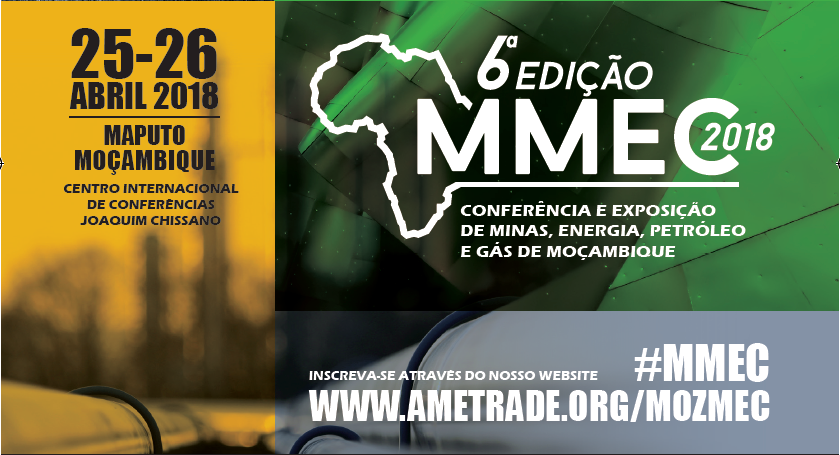 25-26
ABRIL 2018
MAPUTO
MOÇAMBIQUE
CENTRO INTERNACIONAL
DE CONFERÊNCIAS
JOAQUIM CHISSANO
6ª EDIÇÃO
MMEC 2018
CONFERÊNCIA E EXPOSIÇÃO
DE MINAS, ENERGIA, PETRÓLEO
E GÁS DE MOÇAMBIQUE
#MMEC
INSCREVA-SE ATRAVÉS DO NOSSO WEBSITE
WWW.AMETRADE.ORG/MOZMEC